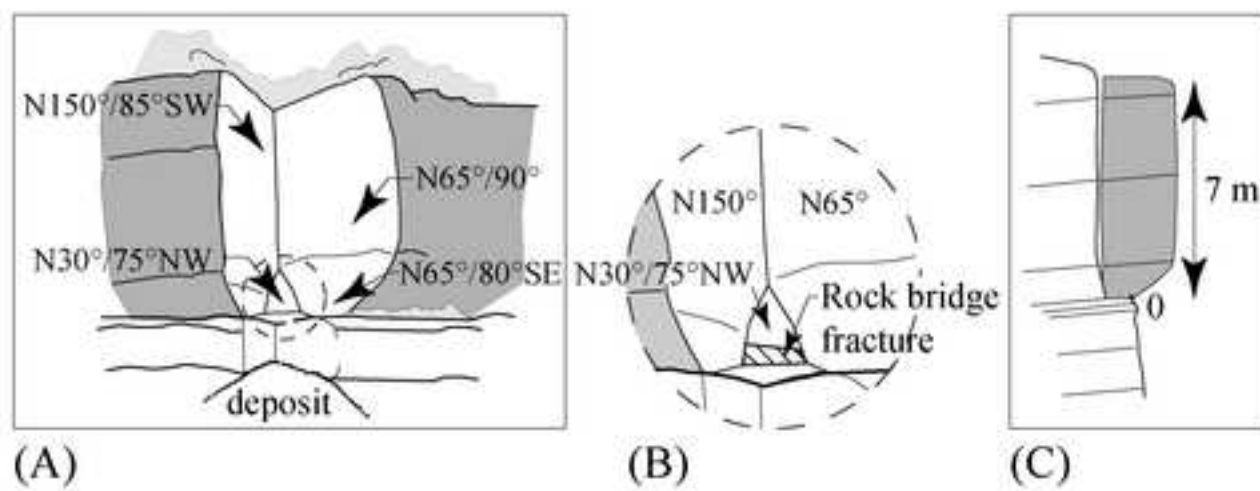 N150°/85°SW
N65°/90°
N30°/75°NW
N65°/80°SE
deposit
(A)
N150°
N65°
N30°/75°NW
Rock bridge
fracture
(B)
7 m
0
(C)